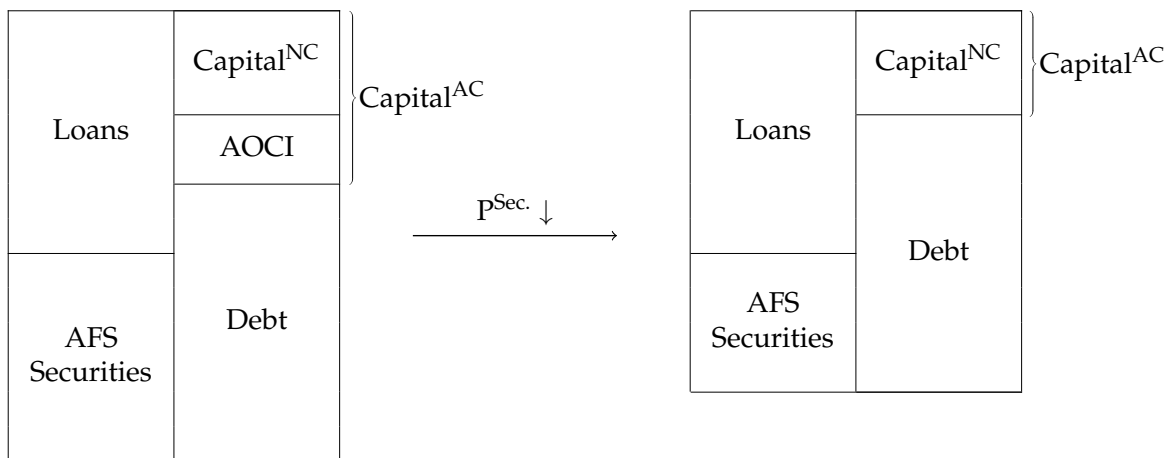 Loans
Capital^NC
AOCI
Capital^AC
AFS
Securities
Debt
P^Sec. ↓
Loans
Capital^NC
Capital^AC
Debt
AFS
Securities